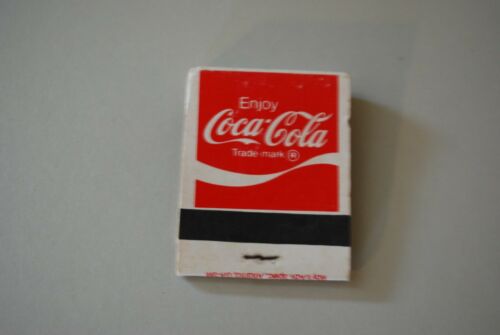 Enjoy
Coca-Cola
Trade-mark ®